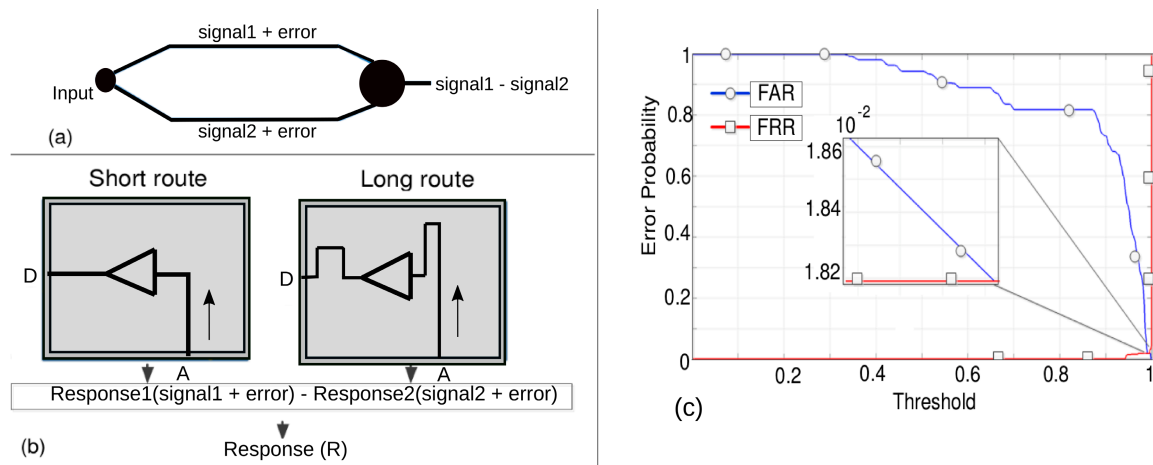 signal1 + error
Input
signal1 - signal2
signal2 + error
(a)
Short route
Long route
D
D
A
A
Response1(signal1 + error) - Response2(signal2 + error)
(b)
Response (R)
1
0.8
0.6
0.4
0.2
0
Error Probability
FAR
FRR
10-2
1.86
1.84
1.82
0.2
0.4
0.6
0.8
1
Threshold
(c)